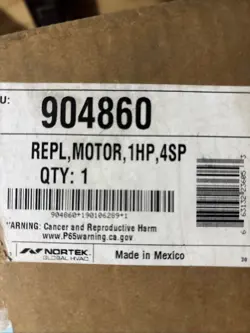 U: 904860
REPL,MOTOR,1HP,4SP
QTY: 1
904860*190106289*1
WARNING: Cancer and Reproductive Harm
www.P65warning.ca.gov
NORTEK
GLOBAL HVAC
Made in Mexico